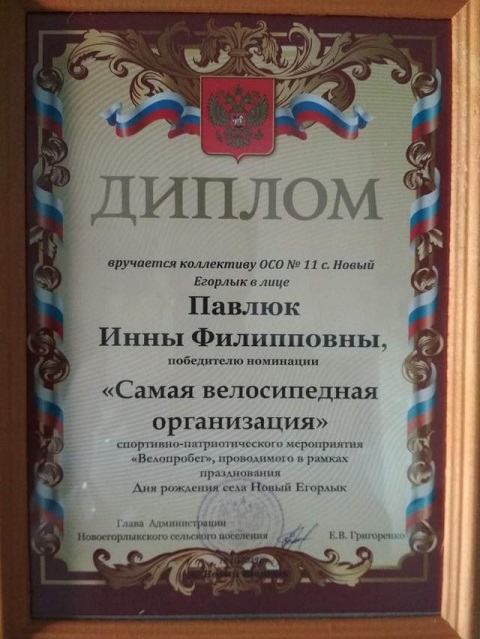 ДИПЛОМ
вручается коллективу ОСО № 11 с. Новый
Егорлык в лице
Павлюк
Инны Филипповны,
победителю номинации
«Самая велосипедная
организация»
спортивно-патриотического мероприятия
«Велопробег», проводимого в рамках
празднования
Дня рождения села Новый Егорлык
Глава Администрации
Новоегорлыкского сельского поселения
Е.В. Григоренко